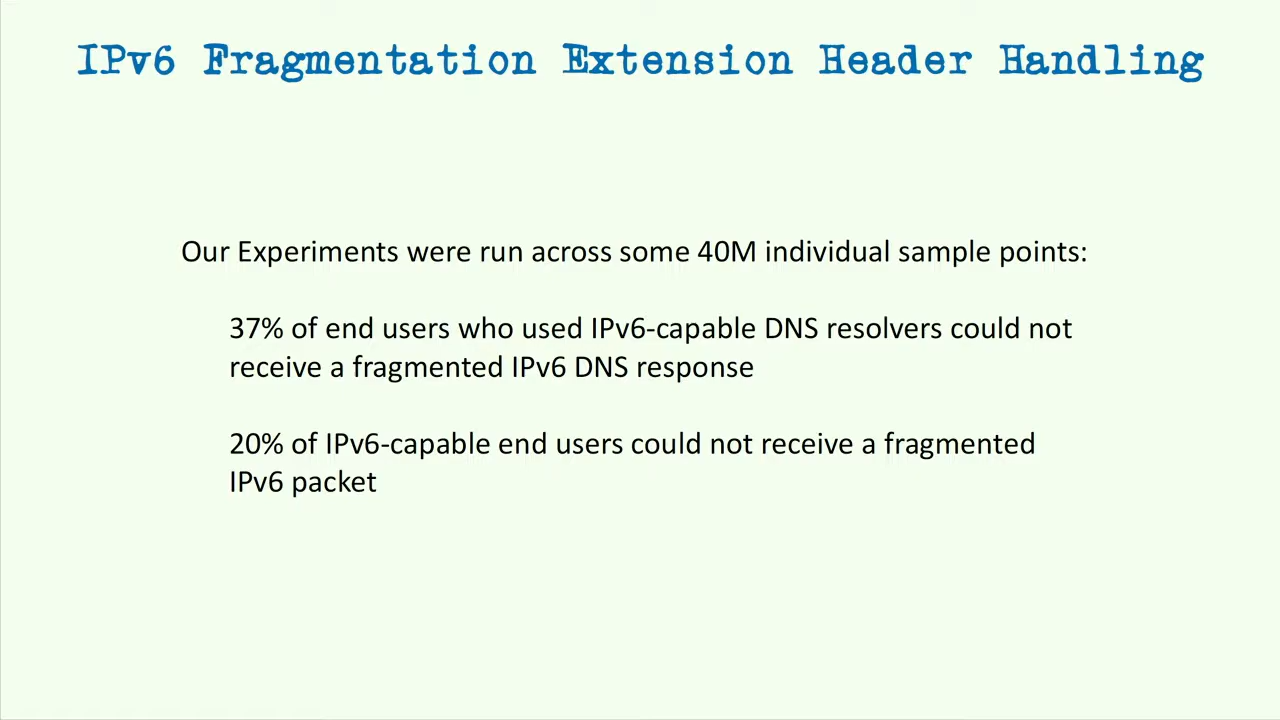 IPv6 Fragmentation Extension Header Handling
Our Experiments were run across some 40M individual sample points:
37% of end users who used IPv6-capable DNS resolvers could not
receive a fragmented IPv6 DNS response
20% of IPv6-capable end users could not receive a fragmented
IPv6 packet